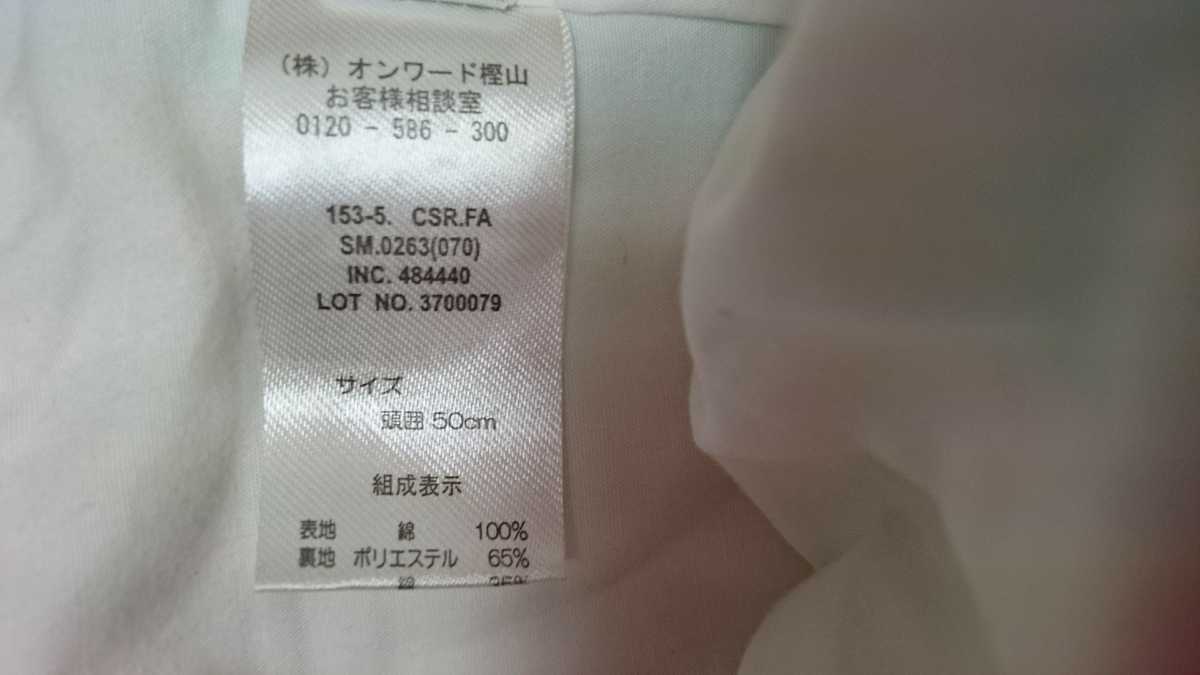 （株）オンワード樫山
お客様相談室
0120 - 586 - 300
153-5. CSR.FA
SM.0263(070)
INC. 484440
LOT NO. 3700079
サイズ
頭囲 50cm
組成表示
表地 綿 100%
裏地 ポリエステル 65%
綿 35%